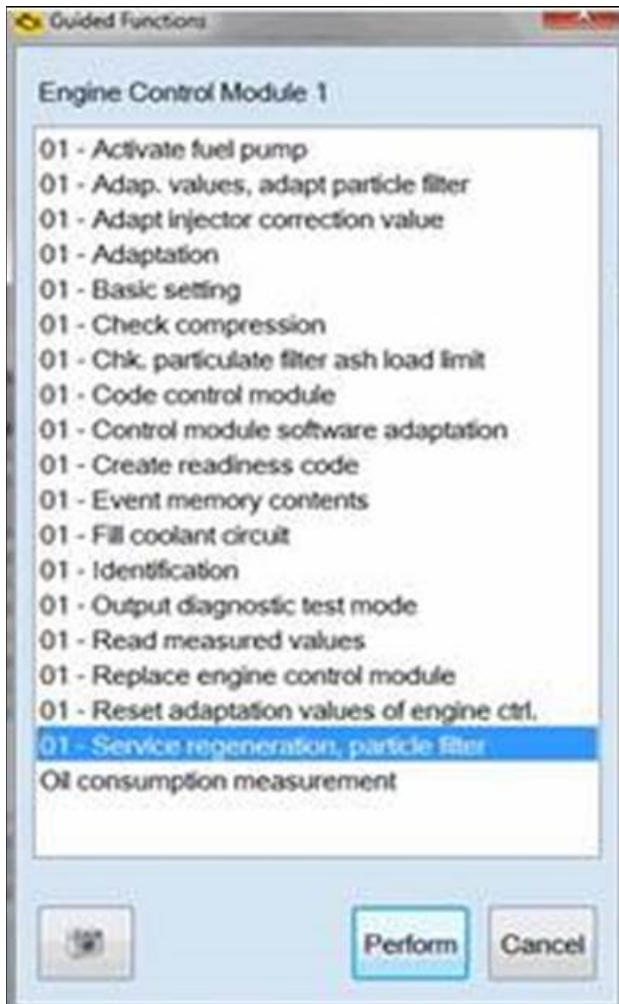 Guided Functions
Engine Control Module 1
01 - Activate fuel pump
01 - Adap. values, adapt particle filter
01 - Adapt injector correction value
01 - Adaptation
01 - Basic setting
01 - Check compression
01 - Chk. particulate filter ash load limit
01 - Code control module
01 - Control module software adaptation
01 - Create readiness code
01 - Event memory contents
01 - Fill coolant circuit
01 - Identification
01 - Output diagnostic test mode
01 - Read measured values
01 - Replace engine control module
01 - Reset adaptation values of engine ctrl.
01 - Service regeneration, particle filter
Oil consumption measurement
Perform
Cancel